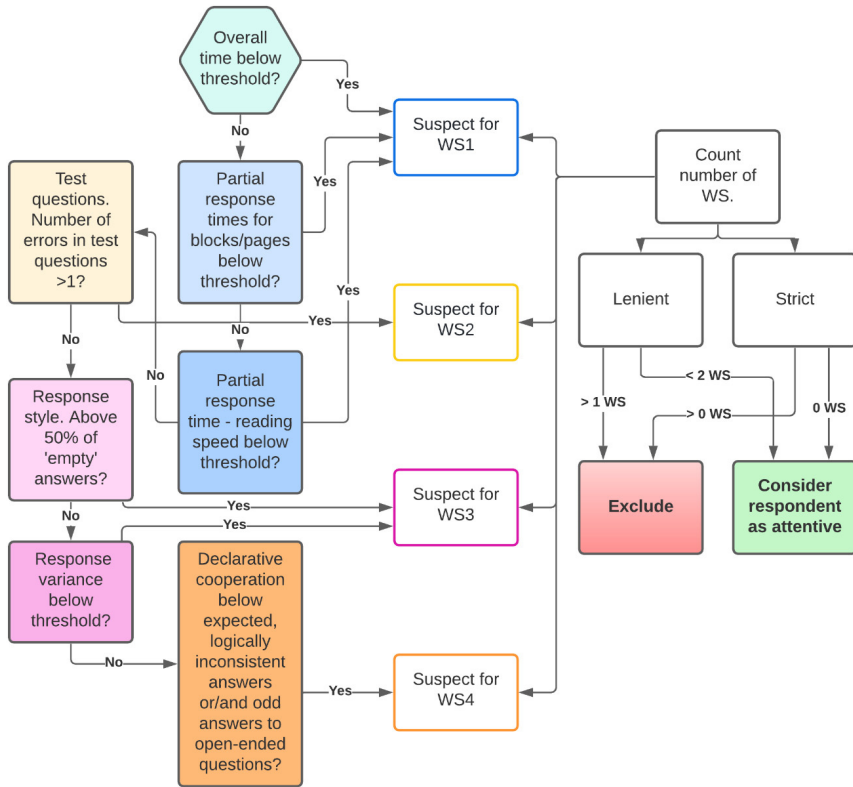 Overall
time below
threshold?
Yes
No
Suspect for
WS1
Test
questions.
Number of
errors in test
questions
>1?
Partial
response
times for
blocks/pages
below
threshold?
Yes
Count
number of
WS.
Yes
Lenient
Strict
Suspect for
WS2
Yes
No
No
No
Partial
response
time - reading
speed below
threshold?
Response
style. Above
50% of
'empty'
answers?
< 2 WS
> 1 WS
> 0 WS
0 WS
Yes
Suspect for
WS3
Exclude
Consider
respondent
as attentive
No
Yes
Response
variance
below
threshold?
Declarative
cooperation
below
expected,
logically
inconsistent
answers
or/and odd
answers to
open-ended
questions?
No
Yes
Suspect for
WS4